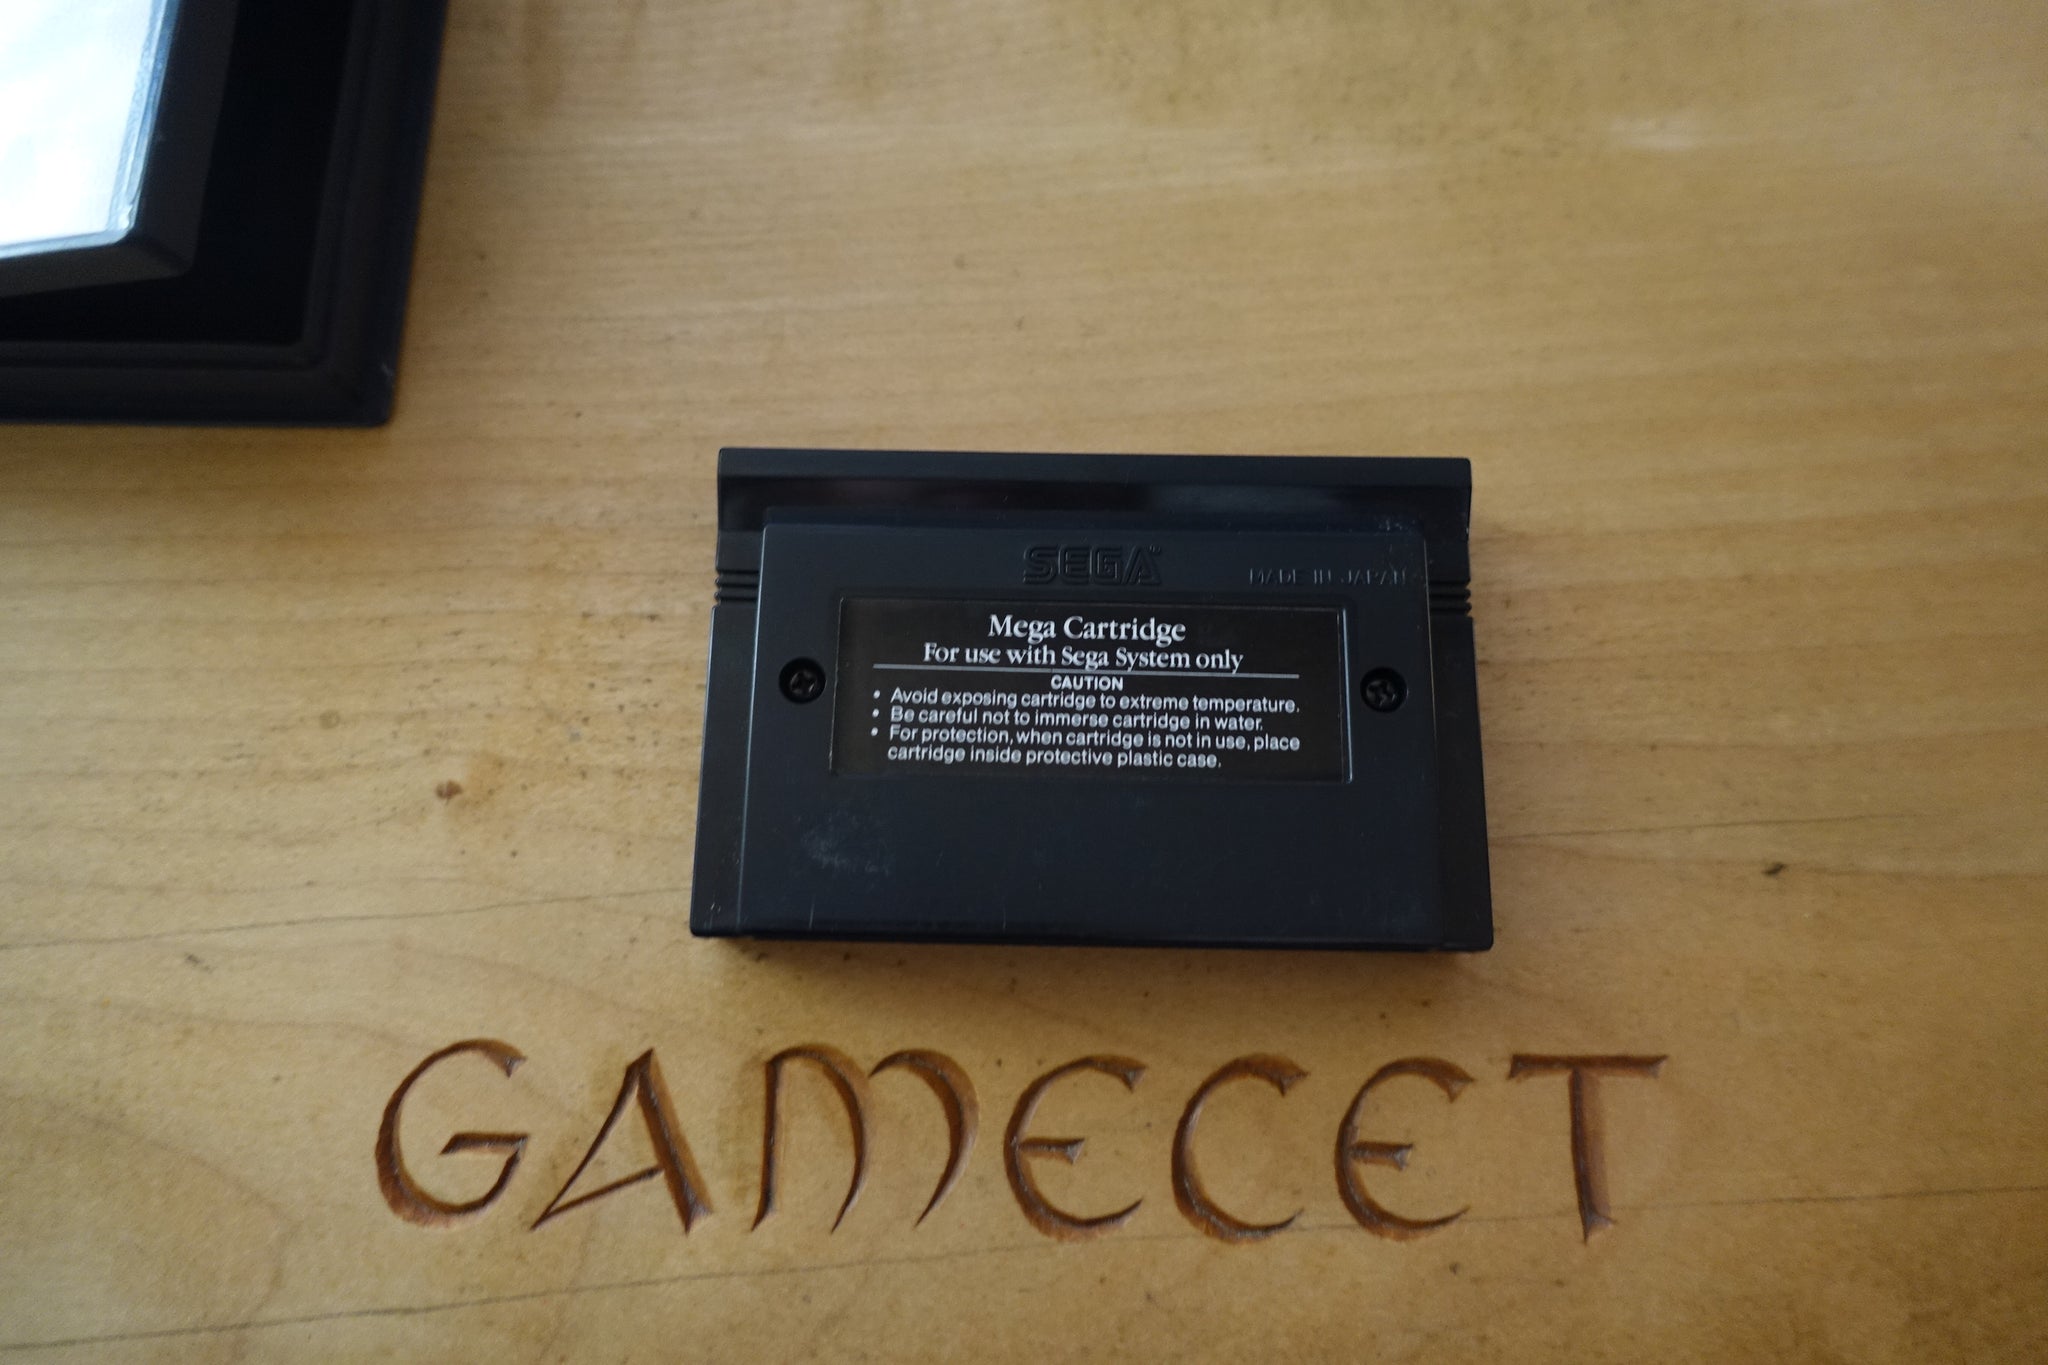 SEGA
MADE IN JAPAN
Mega Cartridge
For use with Sega System only
CAUTION
• Avoid exposing cartridge to extreme temperature.
• Be careful not to immerse cartridge in water.
• For protection, when cartridge is not in use, place
cartridge inside protective plastic case.
GAMECET